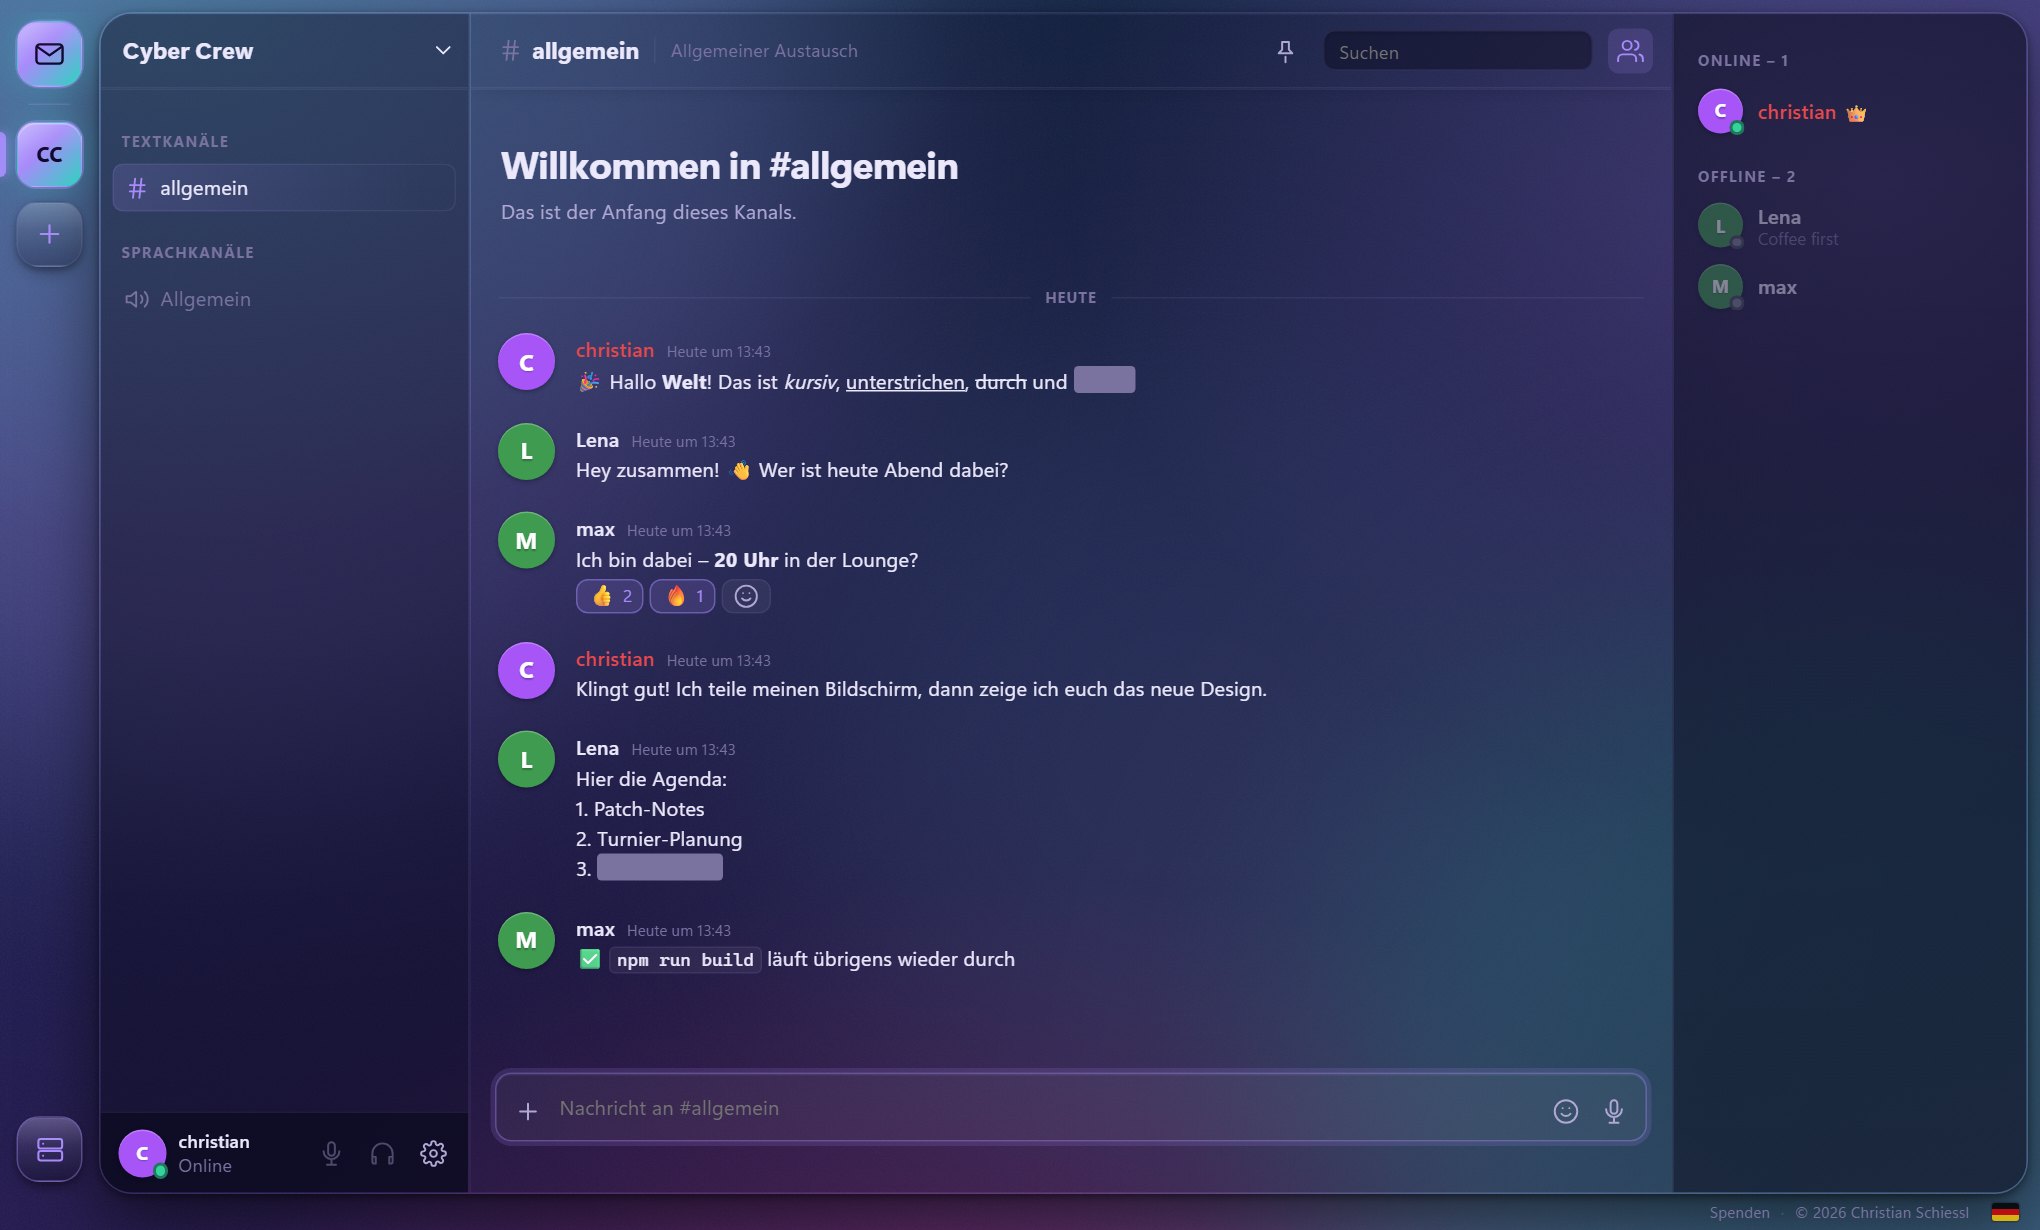 Cyber Crew
# allgemein
Allgemeiner Austausch
Suchen
CC
TEXTKANÄLE
# allgemein
SPRACHKANÄLE
Allgemein
Willkommen in #allgemein
Das ist der Anfang dieses Kanals.
HEUTE
C
christian Heute um 13:43
🎉 Hallo Welt! Das ist kursiv, unterstrichen, durch und
L
Lena Heute um 13:43
Hey zusammen! 👋 Wer ist heute Abend dabei?
M
max Heute um 13:43
Ich bin dabei – 20 Uhr in der Lounge?
👍 2 🔥 1
C
christian Heute um 13:43
Klingt gut! Ich teile meinen Bildschirm, dann zeige ich euch das neue Design.
L
Lena Heute um 13:43
Hier die Agenda:
1. Patch-Notes
2. Turnier-Planung
3.
M
max Heute um 13:43
✅ npm run build läuft übrigens wieder durch
Nachricht an #allgemein
C
christian
Online
ONLINE – 1
C
christian 👑
OFFLINE – 2
L
Lena
Coffee first
M
max
Spenden · © 2026 Christian Schiessl